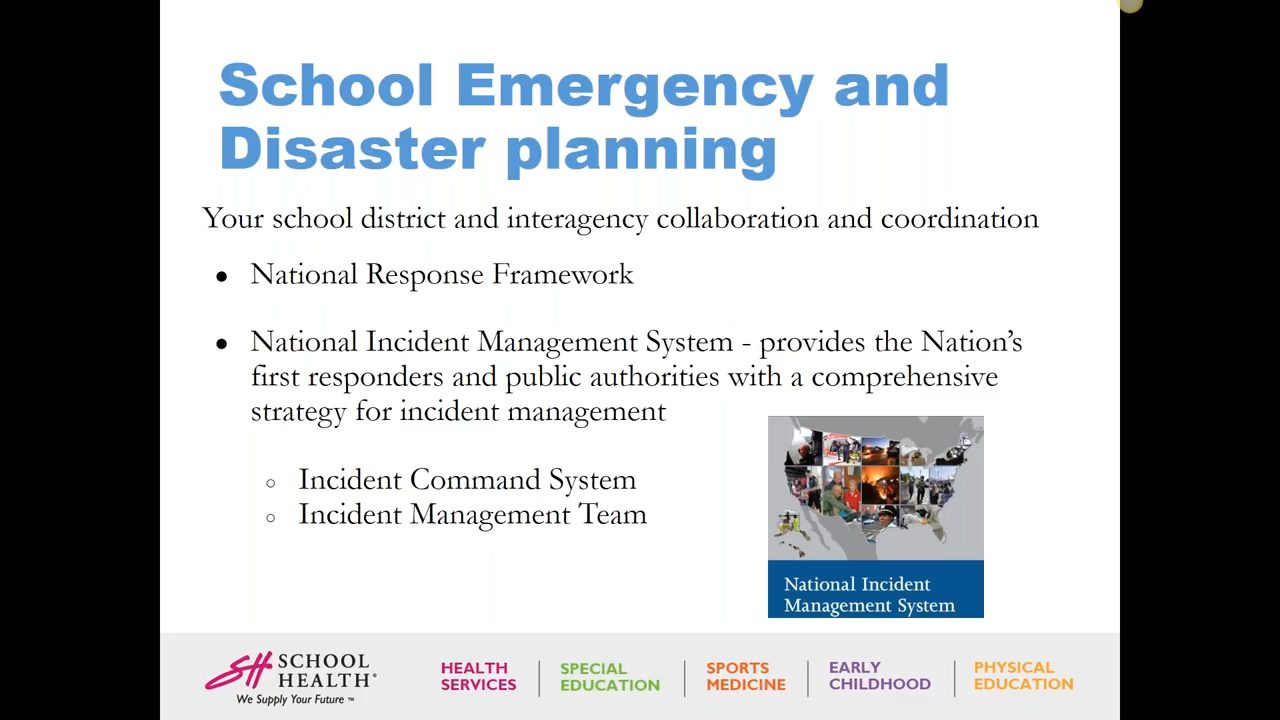 School Emergency and
Disaster planning
Your school district and interagency collaboration and coordination
● National Response Framework
● National Incident Management System - provides the Nation’s
first responders and public authorities with a comprehensive
strategy for incident management
○ Incident Command System
○ Incident Management Team
National Incident
Management System
SH SCHOOL
HEALTH®
We Supply Your Future ™
HEALTH
SERVICES
SPECIAL
EDUCATION
SPORTS
MEDICINE
EARLY
CHILDHOOD
PHYSICAL
EDUCATION